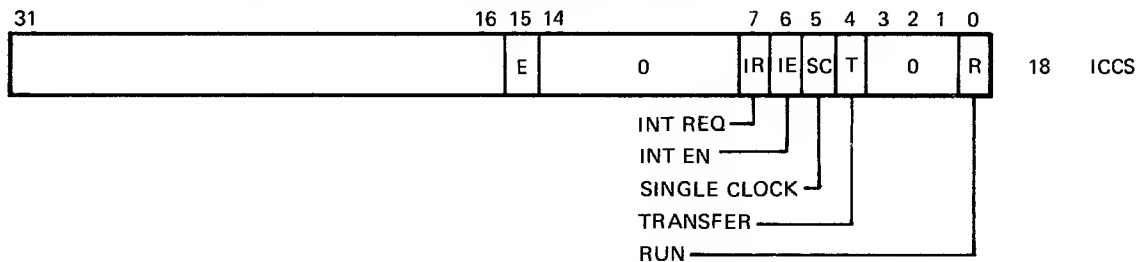 31 16 15 14 7 6 5 4 3 2 1 0
E 0 IR IE SC T 0 R 18 ICCS
INT REQ
INT EN
SINGLE CLOCK
TRANSFER
RUN